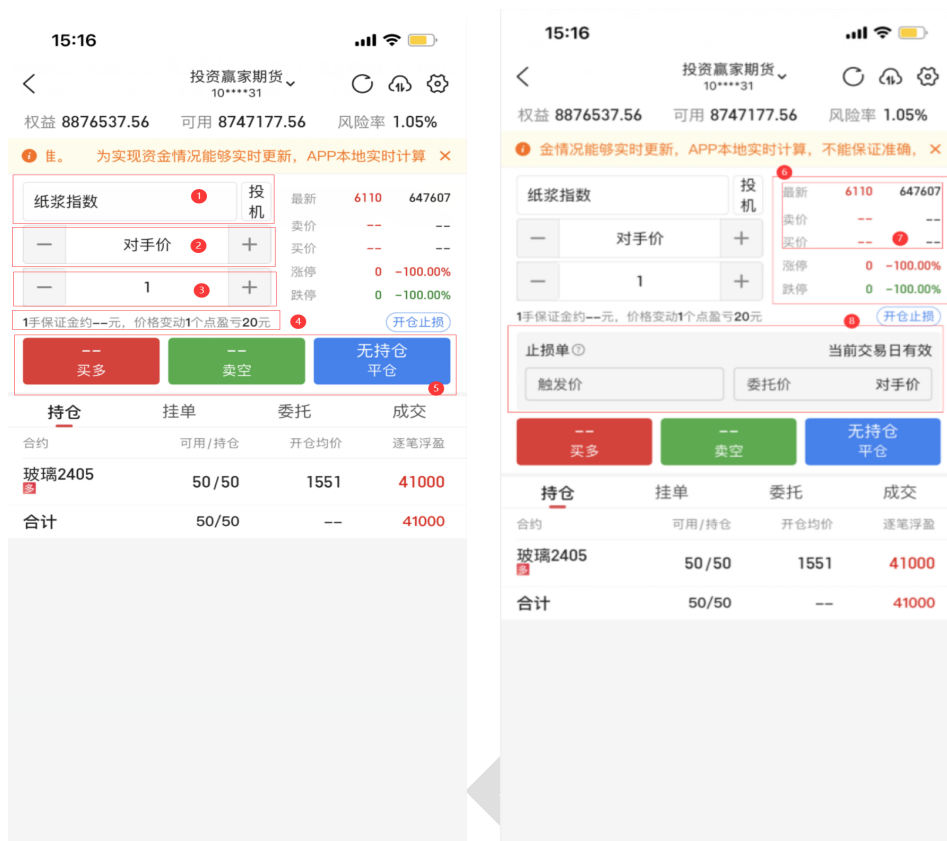 15:16
投资赢家期货
10****31
权益 8876537.56 可用 8747177.56 风险率 1.05%
隹。 为实现资金情况能够实时更新，APP本地实时计算
纸浆指数 1 投机
最新 6110 647607
卖价 -- --
对手价 2
买价 -- --
涨停 0 -100.00%
1 3
跌停 0 -100.00%
1手保证金约--元，价格变动1个点盈亏20元 4 开仓止损
-- -- 无持仓
买多 卖空 平仓
5
持仓 挂单 委托 成交
合约 可用/持仓 开仓均价 逐笔浮盈
玻璃2405 50/50 1551 41000
多
合计 50/50 -- 41000
15:16
投资赢家期货
10****31
权益 8876537.56 可用 8747177.56 风险率 1.05%
金情况能够实时更新，APP本地实时计算，不能保证准确，
6
纸浆指数 投机
最新 6110 647607
卖价 -- --
对手价
买价 -- 7 --
涨停 0 -100.00%
1
跌停 0 -100.00%
1手保证金约--元，价格变动1个点盈亏20元 开仓止损
8
止损单 当前交易日有效
触发价 委托价 对手价
-- -- 无持仓
买多 卖空 平仓
持仓 挂单 委托 成交
合约 可用/持仓 开仓均价 逐笔浮盈
玻璃2405 50/50 1551 41000
多
合计 50/50 -- 41000